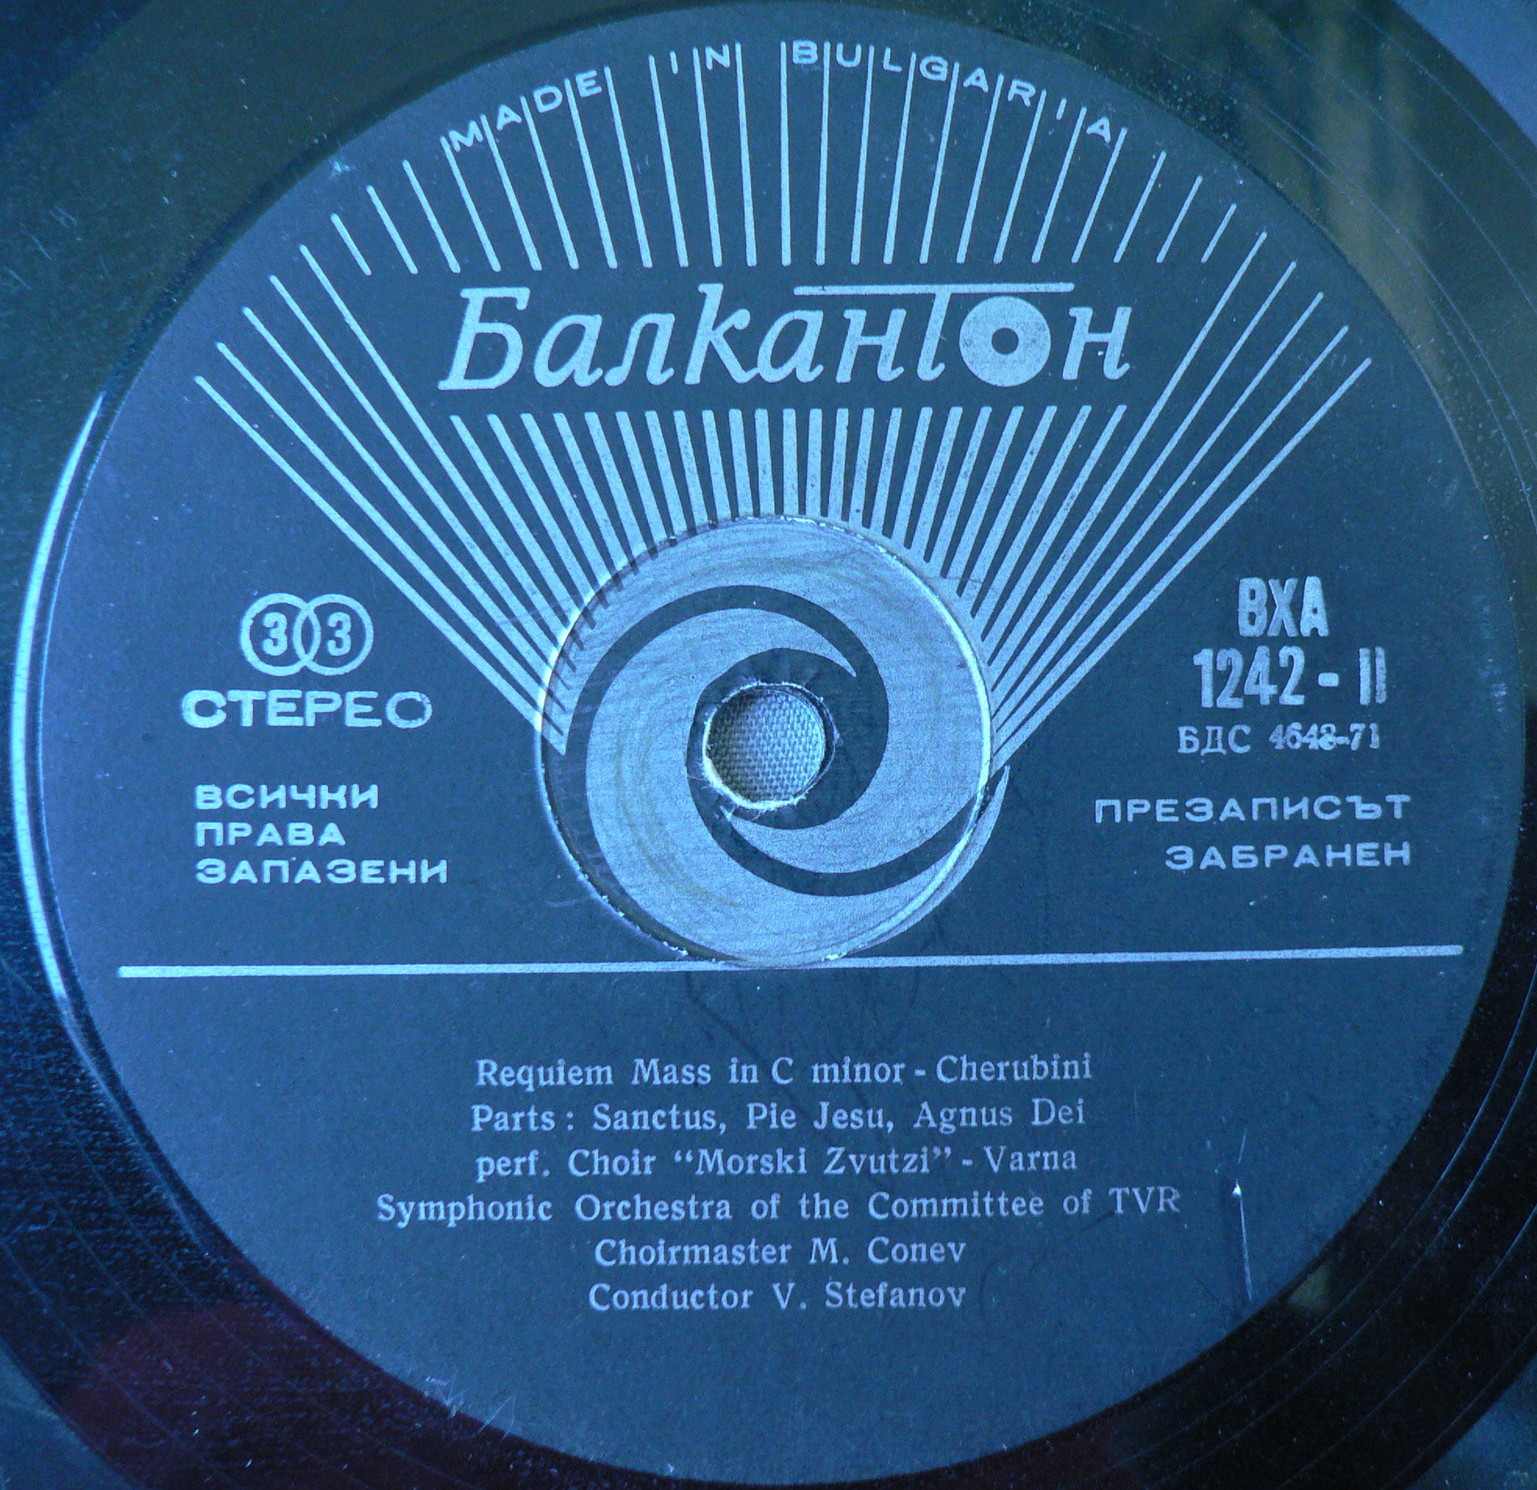 MADE IN BULGARIA
Балкантон
33
СТЕРЕО
ВСИЧКИ
ПРАВА
ЗАПАЗЕНИ
ВХА
1242 - II
БДС 4648-71
ПРЕЗАПИСЪТ
ЗАБРАНЕН
Requiem Mass in C minor - Cherubini
Parts : Sanctus, Pie Jesu, Agnus Dei
perf. Choir “Morski Zvutzi” - Varna
Symphonic Orchestra of the Committee of TVR
Choirmaster M. Conev
Conductor V. Stefanov